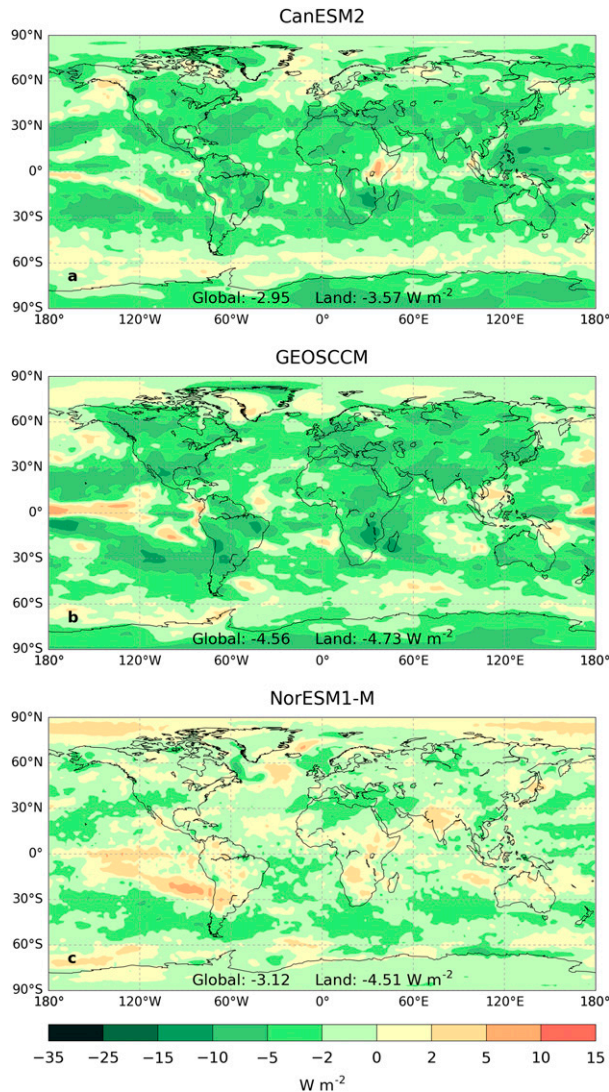 CanESM2
90°N
60°N
30°N
0°
30°S
60°S
90°S
a
Global: -2.95 Land: -3.57 W m⁻²
180° 120°W 60°W 0° 60°E 120°E 180°
GEOSCCM
90°N
60°N
30°N
0°
30°S
60°S
90°S
b
Global: -4.56 Land: -4.73 W m⁻²
180° 120°W 60°W 0° 60°E 120°E 180°
NorESM1-M
90°N
60°N
30°N
0°
30°S
60°S
90°S
c
Global: -3.12 Land: -4.51 W m⁻²
180° 120°W 60°W 0° 60°E 120°E 180°
−35 −25 −15 −10 −5 −2 0 2 5 10 15
W m⁻²